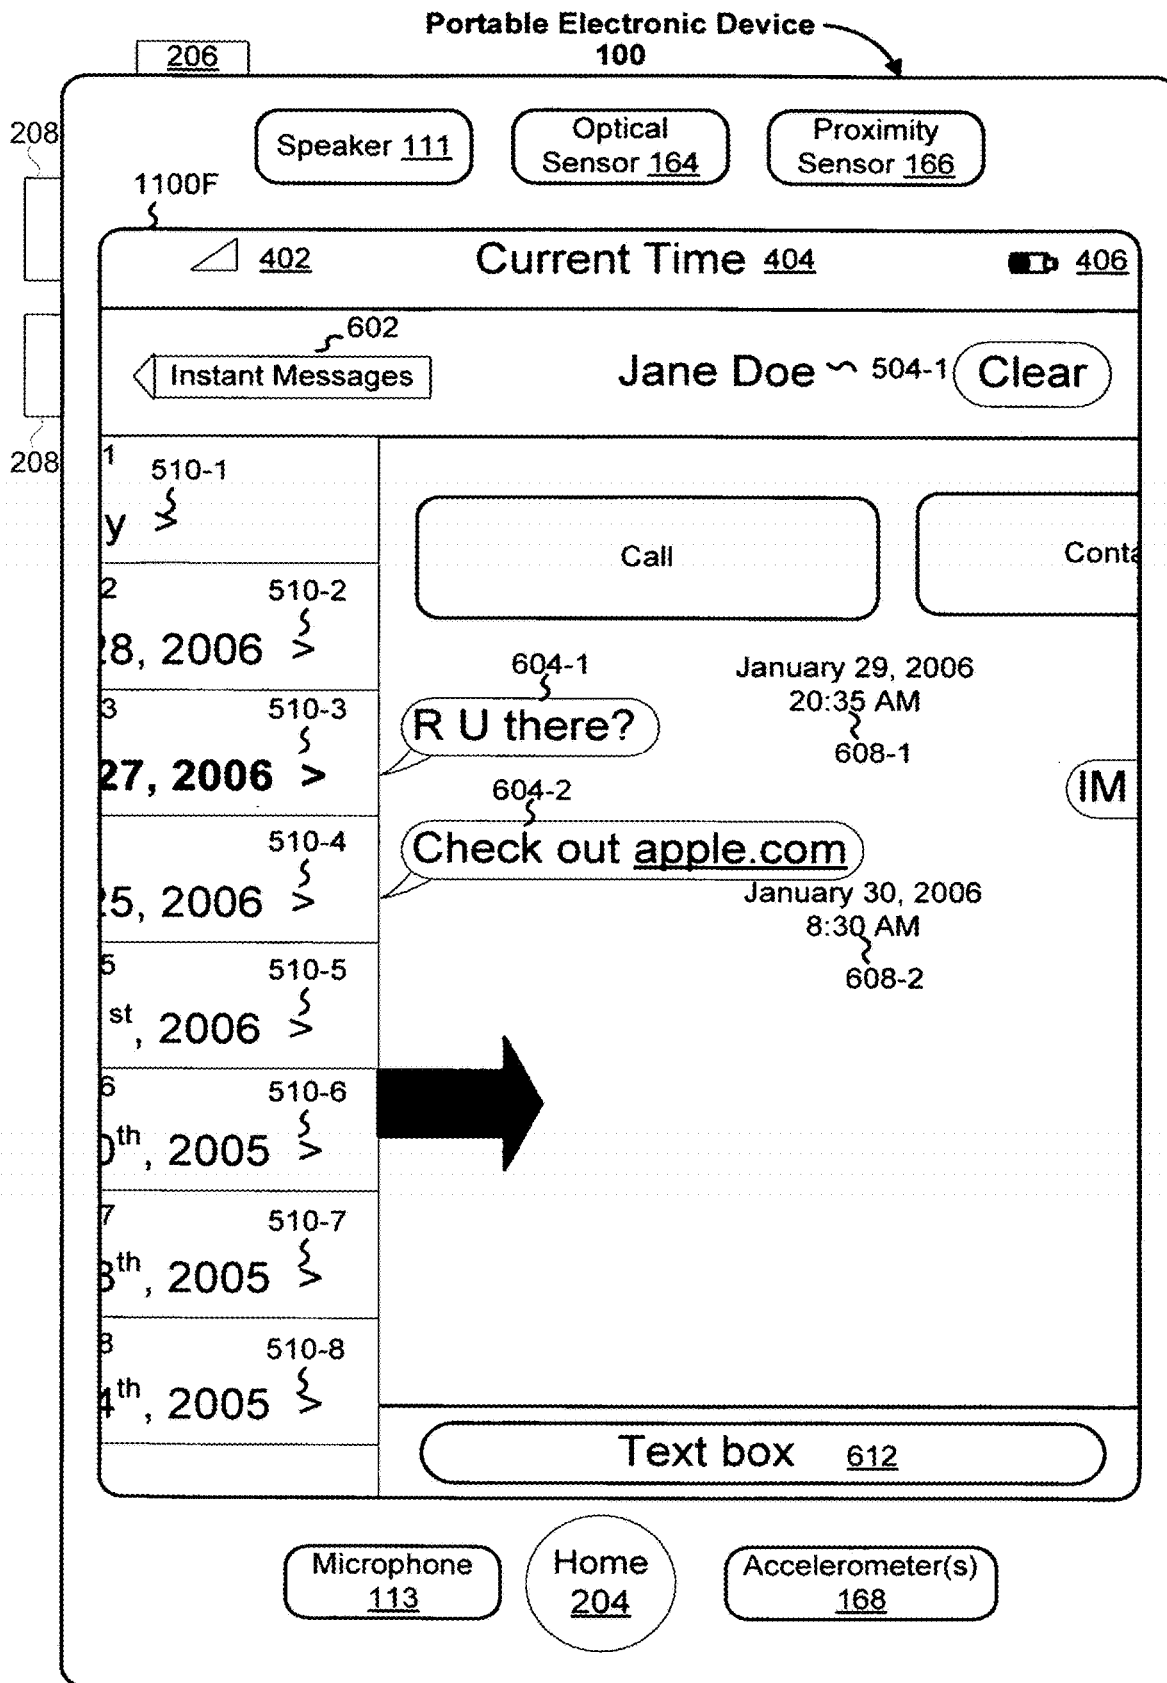 Portable Electronic Device
100
206
208
Speaker 111
Optical
Sensor 164
Proximity
Sensor 166
1100F
402
Current Time 404
406
602
Instant Messages
Jane Doe 504-1
Clear
208
1
510-1
y >
Call
Conta
2
510-2
28, 2006 >
604-1
January 29, 2006
20:35 AM
608-1
3
510-3
R U there?
27, 2006 >
604-2
IM
510-4
Check out apple.com
25, 2006 >
January 30, 2006
8:30 AM
608-2
5
510-5
st, 2006 >
6
510-6
0th, 2005 >
7
510-7
8th, 2005 >
8
510-8
4th, 2005 >
Text box 612
Microphone
113
Home
204
Accelerometer(s)
168